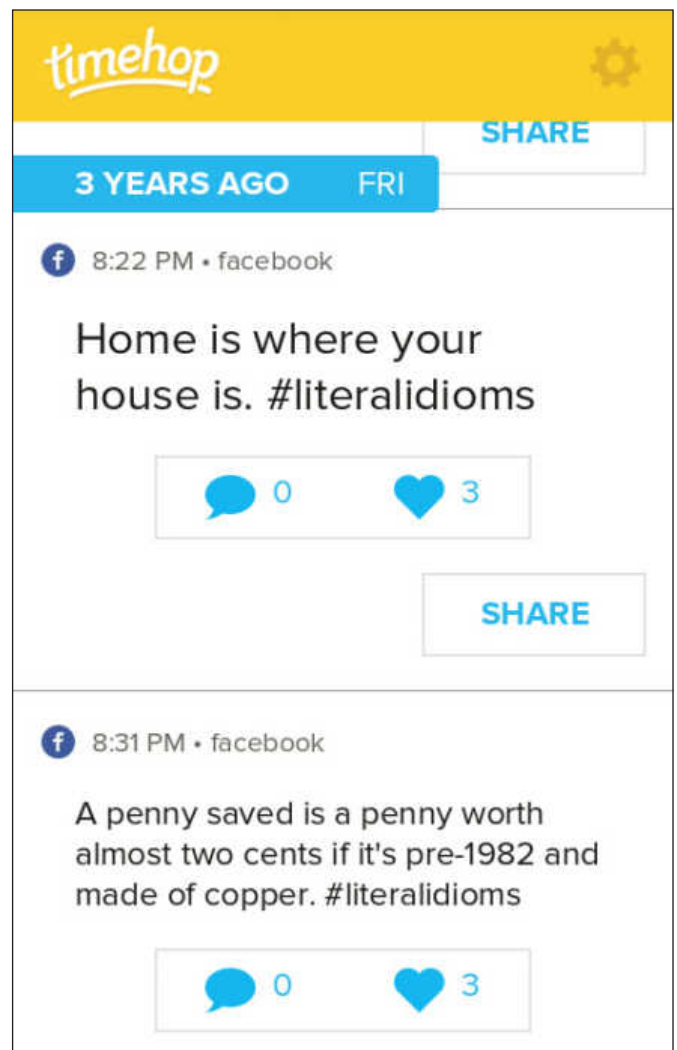 timehop
SHARE
3 YEARS AGO FRI
f 8:22 PM • facebook
Home is where your
house is. #literalidioms
0 3
SHARE
f 8:31 PM • facebook
A penny saved is a penny worth
almost two cents if it's pre-1982 and
made of copper. #literalidioms
0 3